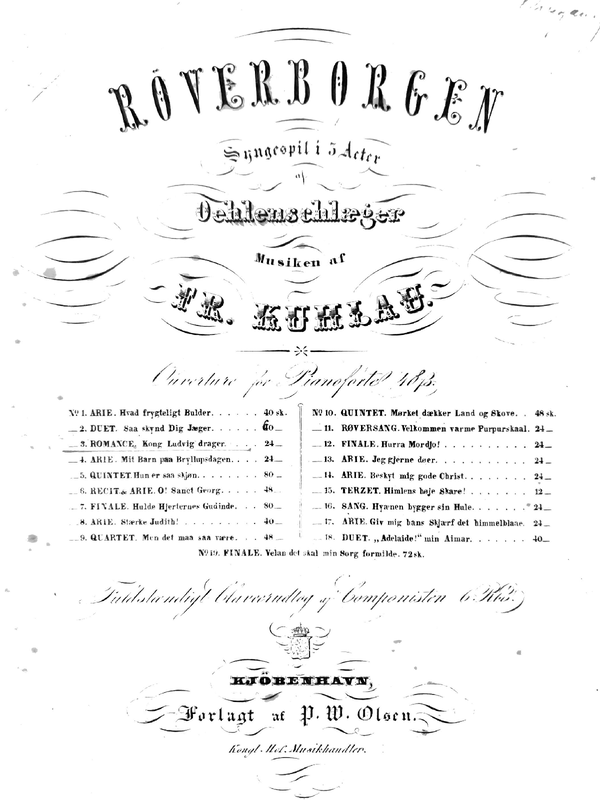 RÖVERBORGEN
Syngespil i 3 Acter
af
Oehlenschlæger
Musiken af
FR. KUHLAU.
Ouverture for Pianoforte 48 β.
No 1. ARIE. Hvad frygteligt Bulder. . . . . . 40 sk.
— 2. DUET. Saa skynd Dig Jæger. . . . . . 60 —
— 3. ROMANCE, Kong Ludvig drager. . . . . 24 —
— 4. ARIE. Mit Barn paa Bryllupsdagen. . . . 24 —
— 5. QUINTET. Hun er saa skjøn. . . . . . 80 —
— 6. RECIT. & ARIE. O! Sanct Georg. . . . . 48 —
— 7. FINALE. Hulde Hjerternes Gudinde. . . . 80 —
— 8. ARIE. Stærke Judith! . . . . . . . . 40 —
— 9. QUARTET. Men det maa saa være. . . . 48 —
No 10. QUINTET. Mørket dækker Land og Skove. . 48 sk.
— 11. RØVERSANG. Velkommen varme Purpurskaal. 24 —
— 12. FINALE. Hurra Mordjo! . . . . . . . 24 —
— 13. ARIE. Jeg gjerne døer. . . . . . . . 24 —
— 14. ARIE. Beskyt mig gode Christ. . . . . . 24 —
— 15. TERZET. Himlens høje Skare! . . . . . 12 —
— 16. SANG. Hyænen bygger sin Hule. . . . . 24 —
— 17. ARIE. Giv mig hans Skjærf det himmelblaae. 24 —
— 18. DUET. „Adelaide!" min Aimar. . . . . . 40 —
No 19. FINALE. Velan det skal min Sorg formilde. 72 sk.
Fuldstændigt Claveerudtog af Componisten 6 Rbd.
KJÖBENHAVN,
Forlagt af P. W. Olsen.
Kongl. Hof. Musikhandler.